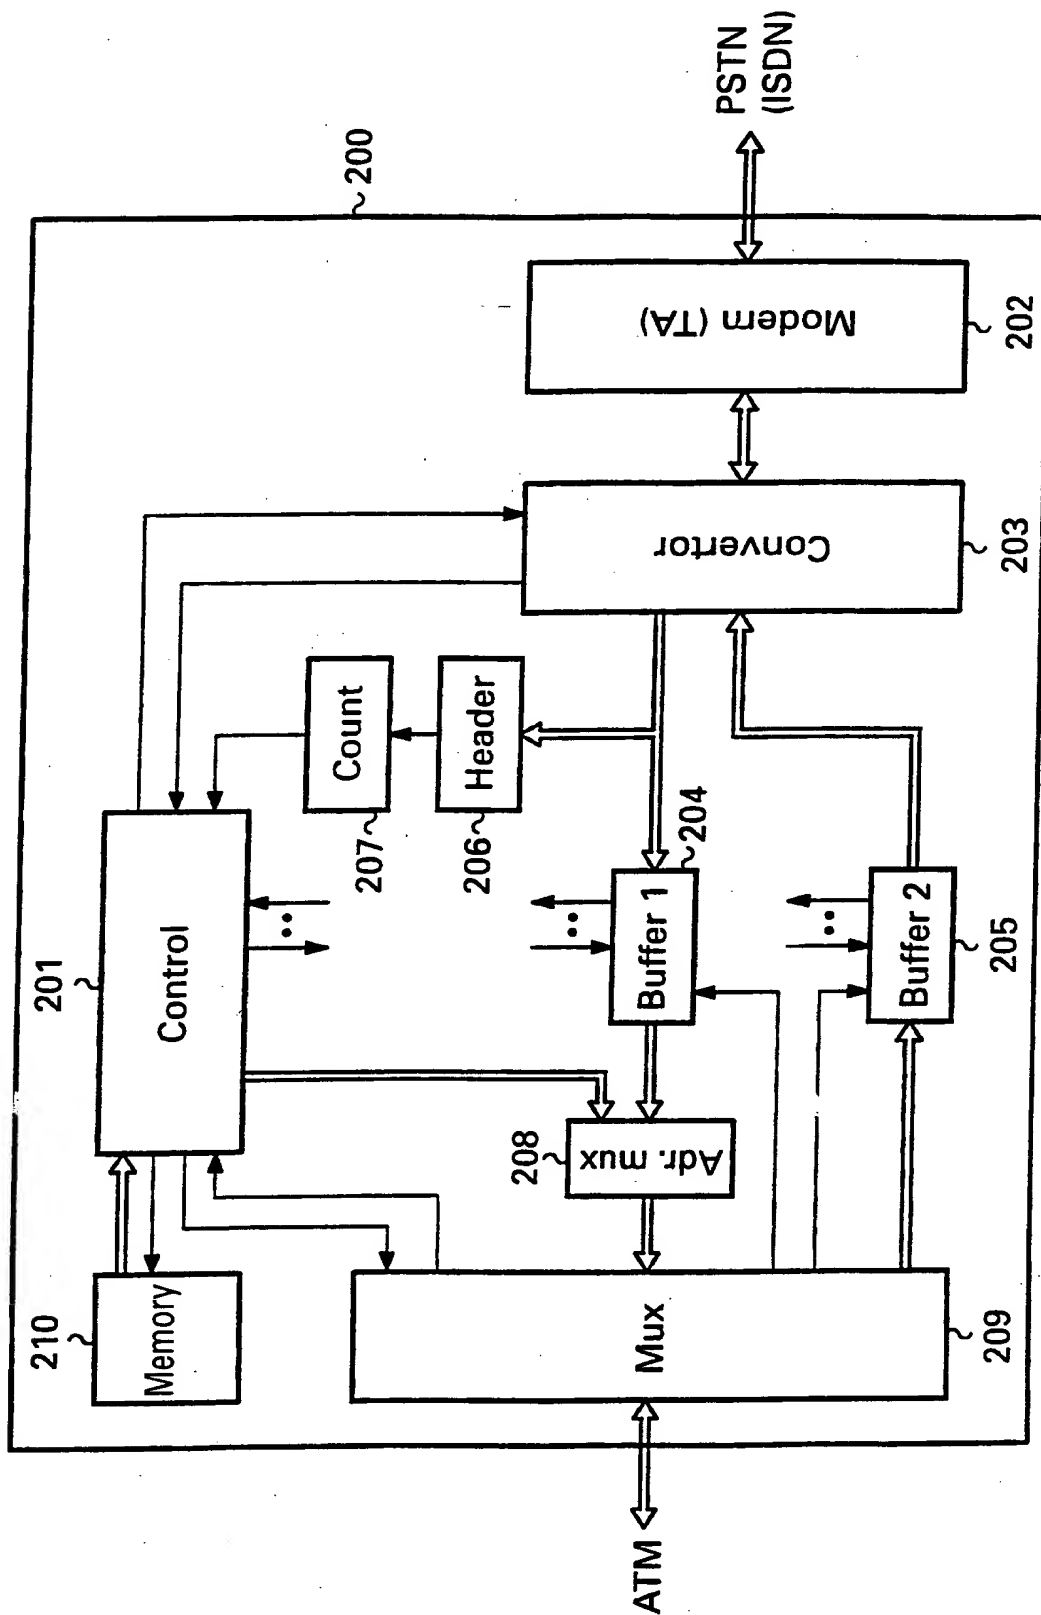 200
PSTN
(ISDN)
Modem (TA)
202
Convertor
203
Count
207
Header
206
201
Control
204
Buffer 1
Buffer 2
205
208
Adr. mux
210
Memory
Mux
209
ATM